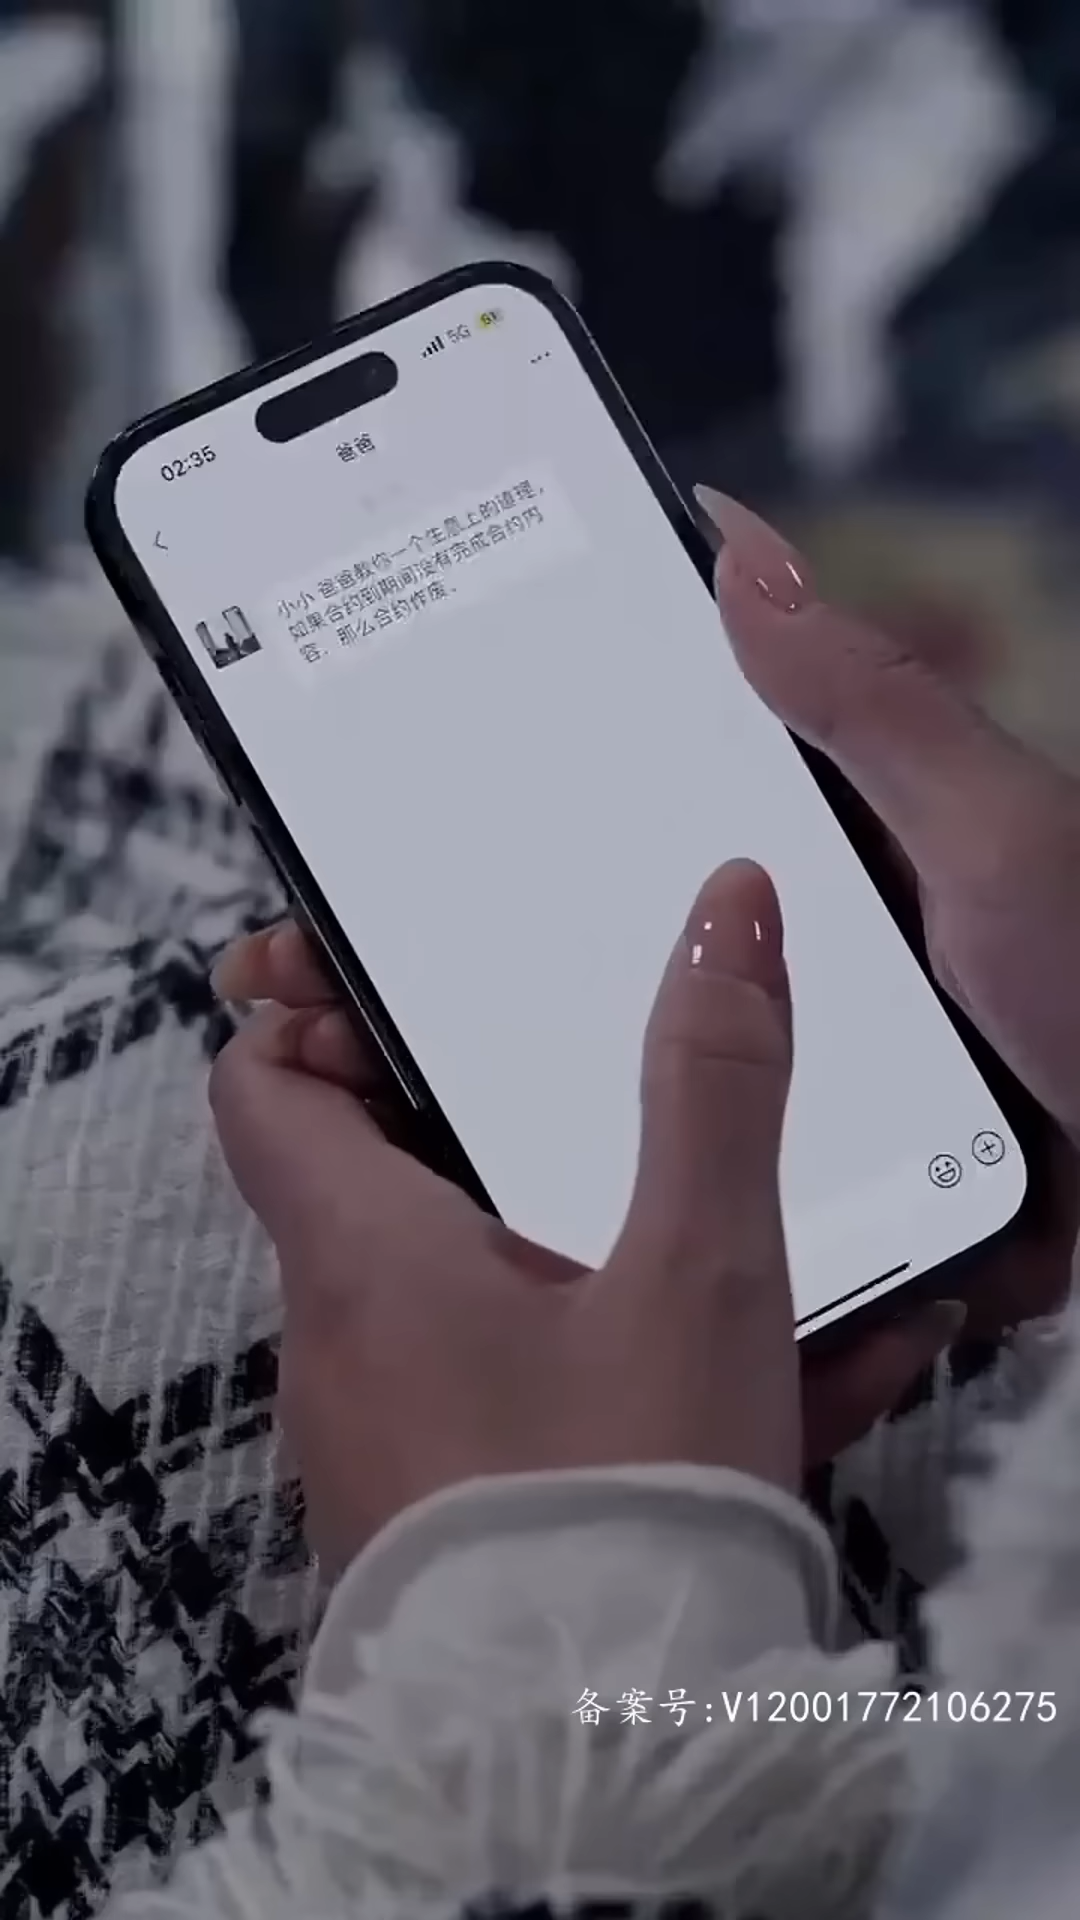 5G
02:35
爸爸
小小 爸爸教你一个生意上的道理，
如果合约到期间没有完成合约内
容，那么合约作废。
备案号:V12001772106275